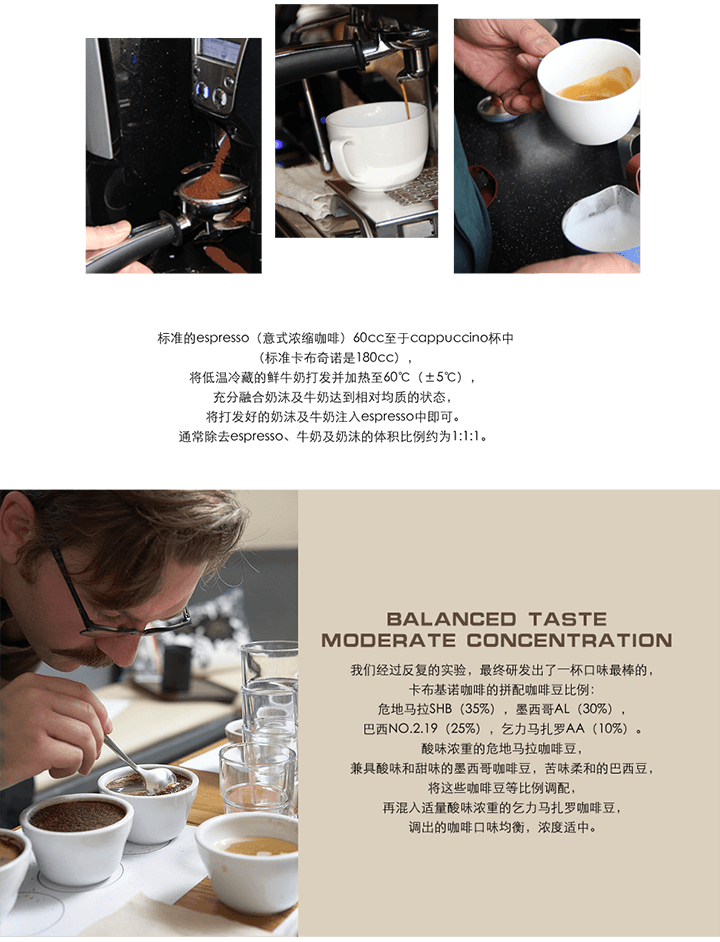 标准的espresso（意式浓缩咖啡）60cc至于cappuccino杯中
（标准卡布奇诺是180cc），
将低温冷藏的鲜牛奶打发并加热至60℃（±5℃），
充分融合奶沫及牛奶达到相对均质的状态，
将打发好的奶沫及牛奶注入espresso中即可。
通常除去espresso、牛奶及奶沫的体积比例约为1:1:1。
BALANCED TASTE
MODERATE CONCENTRATION
我们经过反复的实验，最终研发出了一杯口味最棒的，
卡布基诺咖啡的拼配咖啡豆比例：
危地马拉SHB（35%），墨西哥AL（30%），
巴西NO.2.19（25%），乞力马扎罗AA（10%）。
酸味浓重的危地马拉咖啡豆，
兼具酸味和甜味的墨西哥咖啡豆，苦味柔和的巴西豆，
将这些咖啡豆等比例调配，
再混入适量酸味浓重的乞力马扎罗咖啡豆，
调出的咖啡口味均衡，浓度适中。